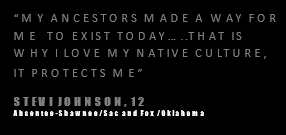 “MY ANCESTORS MADE A WAY FOR
ME TO EXIST TODAY.....THAT IS
WHY I LOVE MY NATIVE CULTURE,
IT PROTECTS ME”
STEVI JOHNSON, 12
Absentee-Shawnee/Sac and Fox /Oklahoma